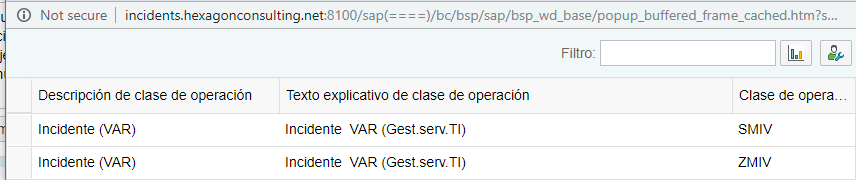 Not secure | incidents.hexagonconsulting.net:8100/sap(====)/bc/bsp/sap/bsp_wd_base/popup_buffered_frame_cached.htm?s...
Filtro:
Descripción de clase de operación Texto explicativo de clase de operación Clase de opera...
Incidente (VAR) Incidente VAR (Gest.serv.TI) SMIV
Incidente (VAR) Incidente VAR (Gest.serv.TI) ZMIV